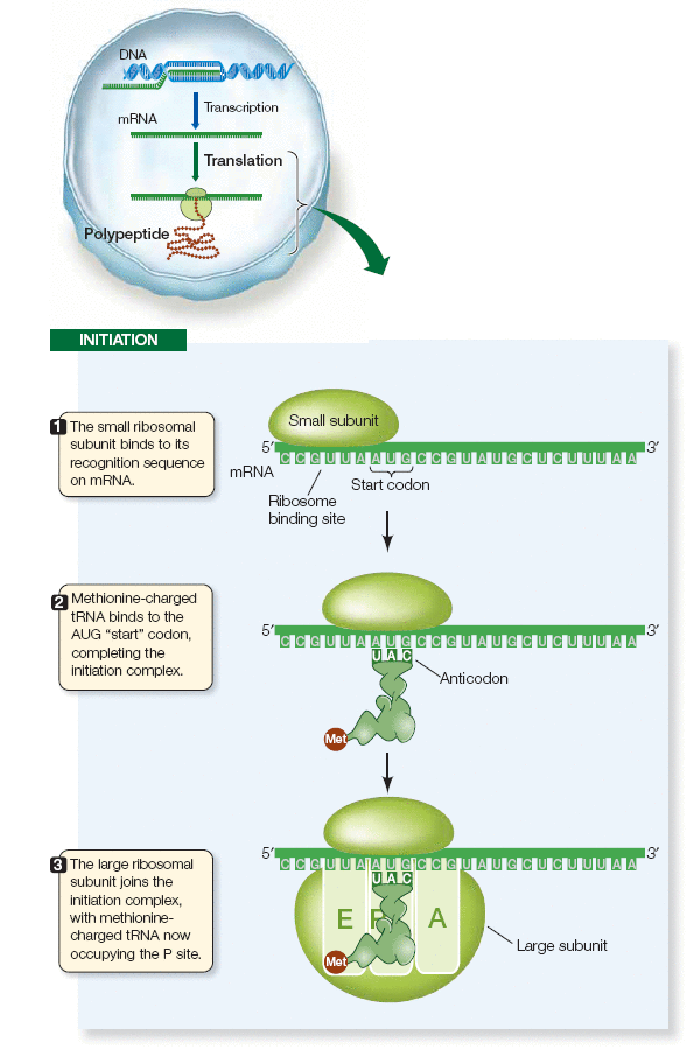 DNA
Transcription
mRNA
Translation
Polypeptide
INITIATION
1 The small ribosomal
subunit binds to its
recognition sequence
on mRNA.
Small subunit
5′ 3′
C C G U U A A U G C C G U A U G C U C U U U A A
mRNA
Start codon
Ribosome
binding site
2 Methionine-charged
tRNA binds to the
AUG “start” codon,
completing the
initiation complex.
5′ 3′
C C G U U A A U G C C G U A U G C U C U U U A A
U A C
Anticodon
Met
3 The large ribosomal
subunit joins the
initiation complex,
with methionine-
charged tRNA now
occupying the P site.
5′ 3′
C C G U U A A U G C C G U A U G C U C U U U A A
U A C
E P A
Met
Large subunit